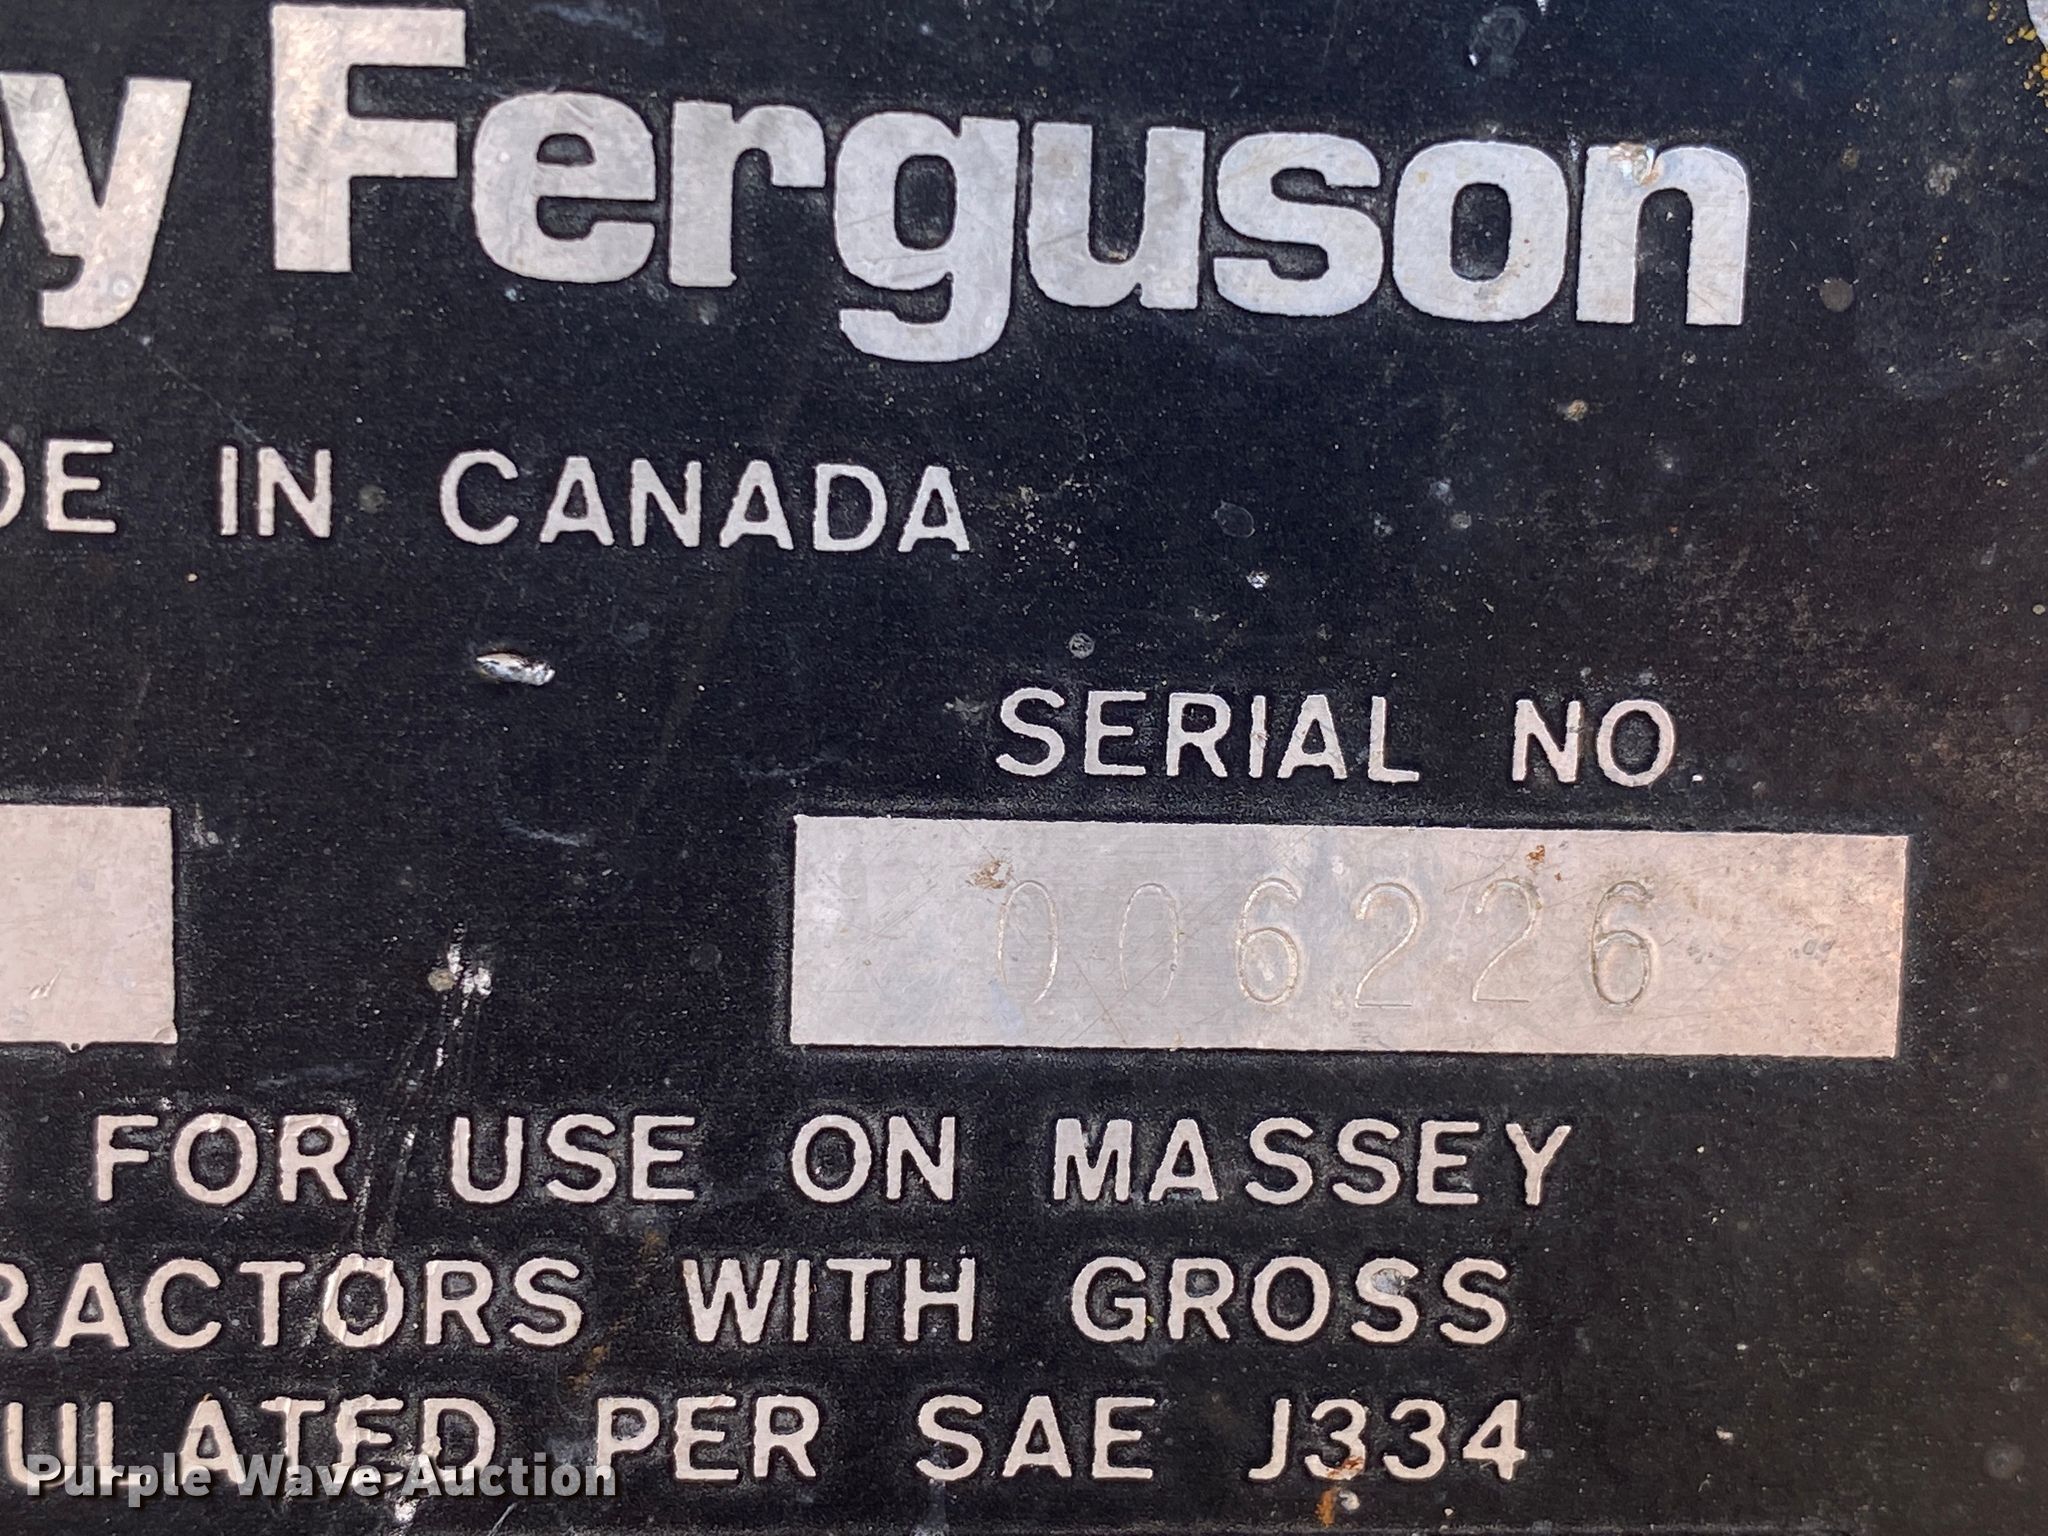 ey Ferguson
DE IN CANADA
SERIAL NO.
006226
FOR USE ON MASSEY
RACTORS WITH GROSS
ULATED PER SAE J334
Purple Wave Auction